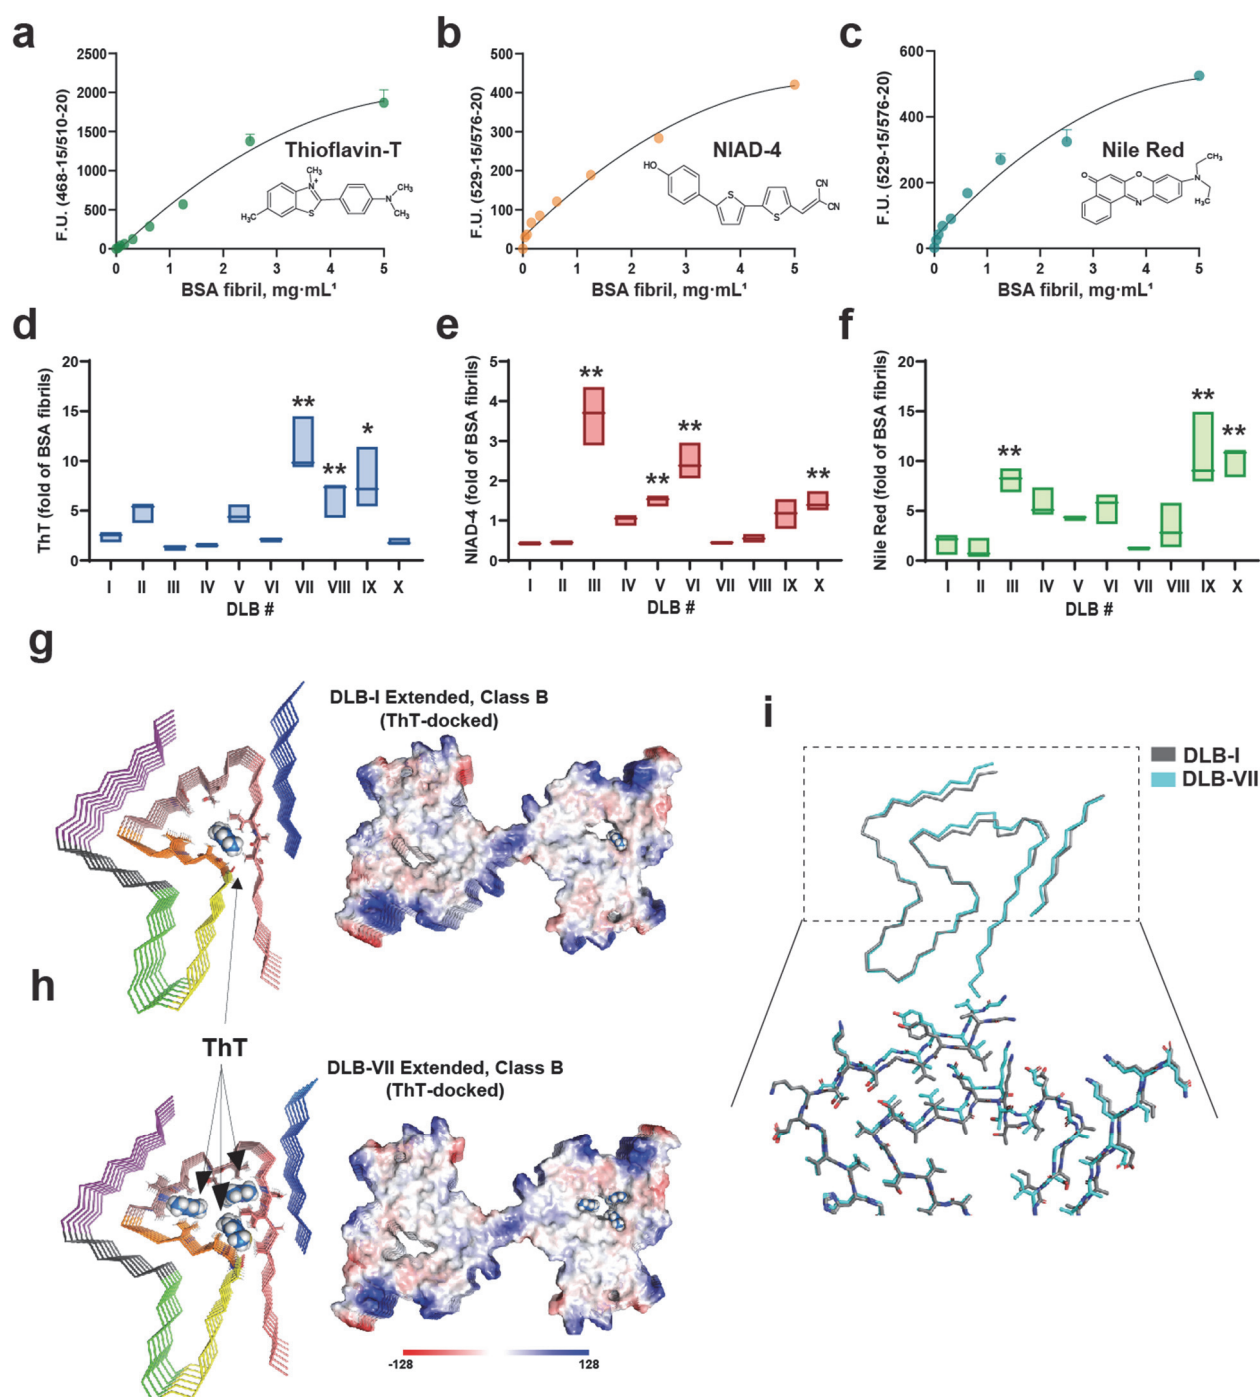 a
b
c
2500
2000
1500
1000
500
0
F.U. (468-15/510-20)
Thioflavin-T
CH₃
N⁺
S
CH₃
N
CH₃
CH₃
0 1 2 3 4 5
BSA fibril, mg·mL¹
500
400
300
200
100
0
F.U. (529-15/576-20)
NIAD-4
HO
S
S
CN
CN
0 1 2 3 4 5
BSA fibril, mg·mL¹
600
400
200
0
F.U. (529-15/576-20)
Nile Red
O
O
N
N
CH₃
H₃C
0 1 2 3 4 5
BSA fibril, mg·mL¹
d
e
f
20
15
10
5
0
ThT (fold of BSA fibrils)
**
**
*
I II III IV V VI VII VIII IX X
DLB #
5
4
3
2
1
0
NIAD-4 (fold of BSA fibrils)
**
**
**
**
I II III IV V VI VII VIII IX X
DLB #
20
15
10
5
0
Nile Red (fold of BSA fibrils)
**
**
**
I II III IV V VI VII VIII IX X
DLB #
g
DLB-I Extended, Class B
(ThT-docked)
h
ThT
DLB-VII Extended, Class B
(ThT-docked)
-128
128
i
DLB-I
DLB-VII